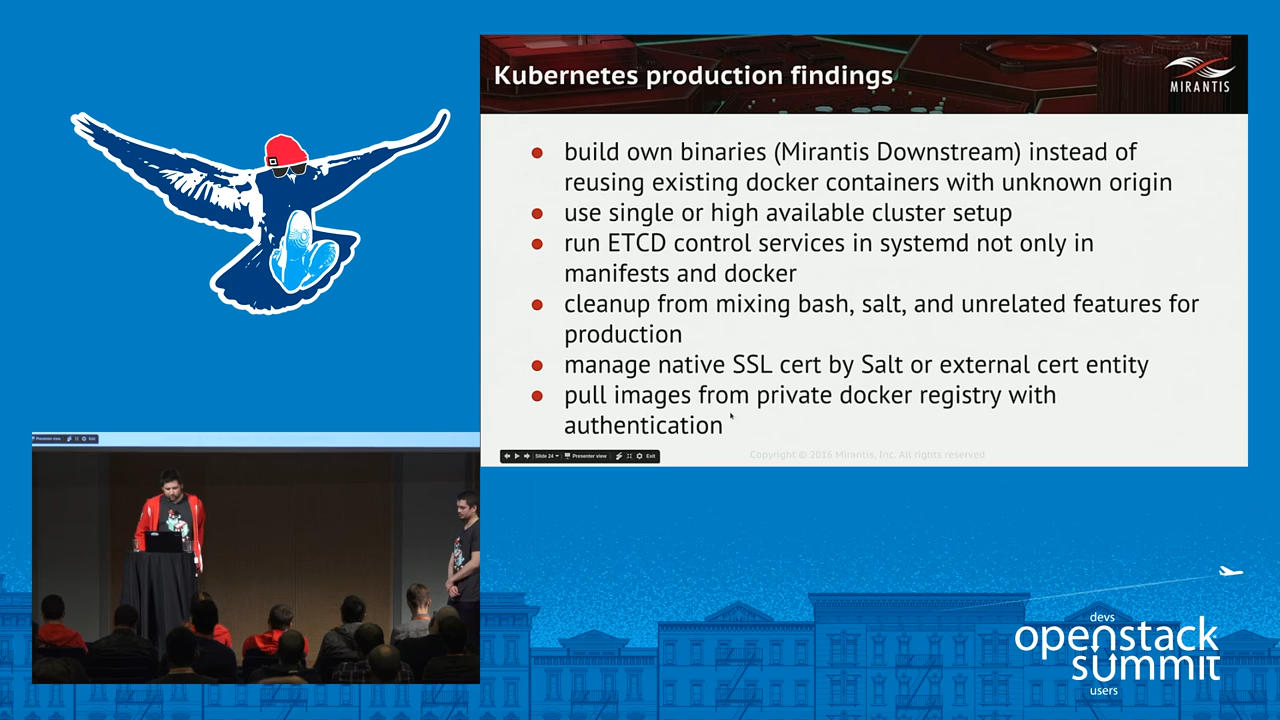 Kubernetes production findings
MIRANTIS
build own binaries (Mirantis Downstream) instead of
reusing existing docker containers with unknown origin
use single or high available cluster setup
run ETCD control services in systemd not only in
manifests and docker
cleanup from mixing bash, salt, and unrelated features for
production
manage native SSL cert by Salt or external cert entity
pull images from private docker registry with
authentication
Slide 24
Presenter view
Exit
Copyright © 2016 Mirantis, Inc. All rights reserved
Presenter view
Exit
devs
openstack
summit
users